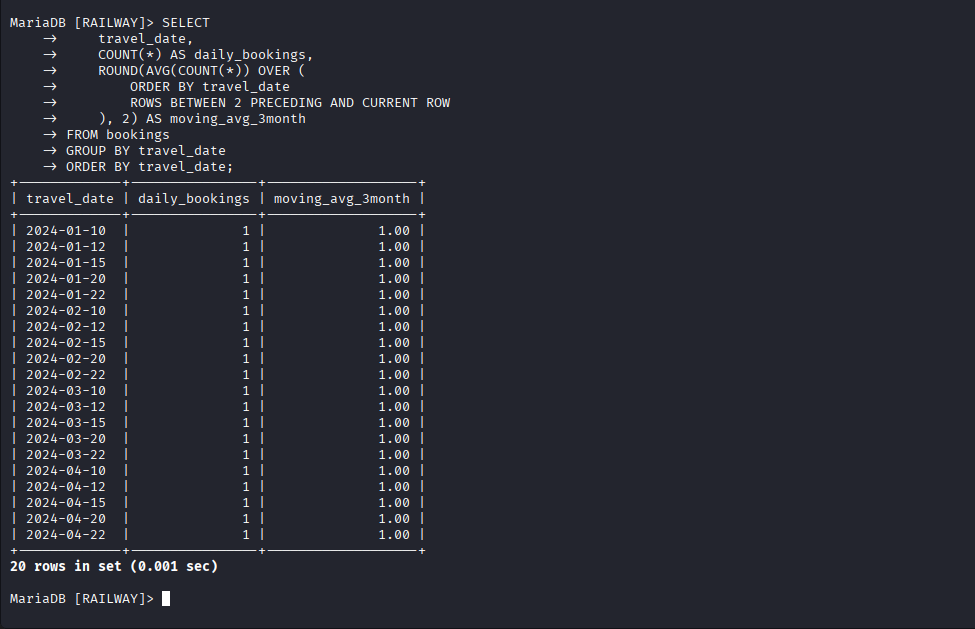 MariaDB [RAILWAY]> SELECT
    →     travel_date,
    →     COUNT(*) AS daily_bookings,
    →     ROUND(AVG(COUNT(*)) OVER (
    →         ORDER BY travel_date
    →         ROWS BETWEEN 2 PRECEDING AND CURRENT ROW
    →     ), 2) AS moving_avg_3month
    → FROM bookings
    → GROUP BY travel_date
    → ORDER BY travel_date;
+-------------+----------------+-------------------+
| travel_date | daily_bookings | moving_avg_3month |
+-------------+----------------+-------------------+
| 2024-01-10  |              1 |              1.00 |
| 2024-01-12  |              1 |              1.00 |
| 2024-01-15  |              1 |              1.00 |
| 2024-01-20  |              1 |              1.00 |
| 2024-01-22  |              1 |              1.00 |
| 2024-02-10  |              1 |              1.00 |
| 2024-02-12  |              1 |              1.00 |
| 2024-02-15  |              1 |              1.00 |
| 2024-02-20  |              1 |              1.00 |
| 2024-02-22  |              1 |              1.00 |
| 2024-03-10  |              1 |              1.00 |
| 2024-03-12  |              1 |              1.00 |
| 2024-03-15  |              1 |              1.00 |
| 2024-03-20  |              1 |              1.00 |
| 2024-03-22  |              1 |              1.00 |
| 2024-04-10  |              1 |              1.00 |
| 2024-04-12  |              1 |              1.00 |
| 2024-04-15  |              1 |              1.00 |
| 2024-04-20  |              1 |              1.00 |
| 2024-04-22  |              1 |              1.00 |
+-------------+----------------+-------------------+
20 rows in set (0.001 sec)
MariaDB [RAILWAY]>